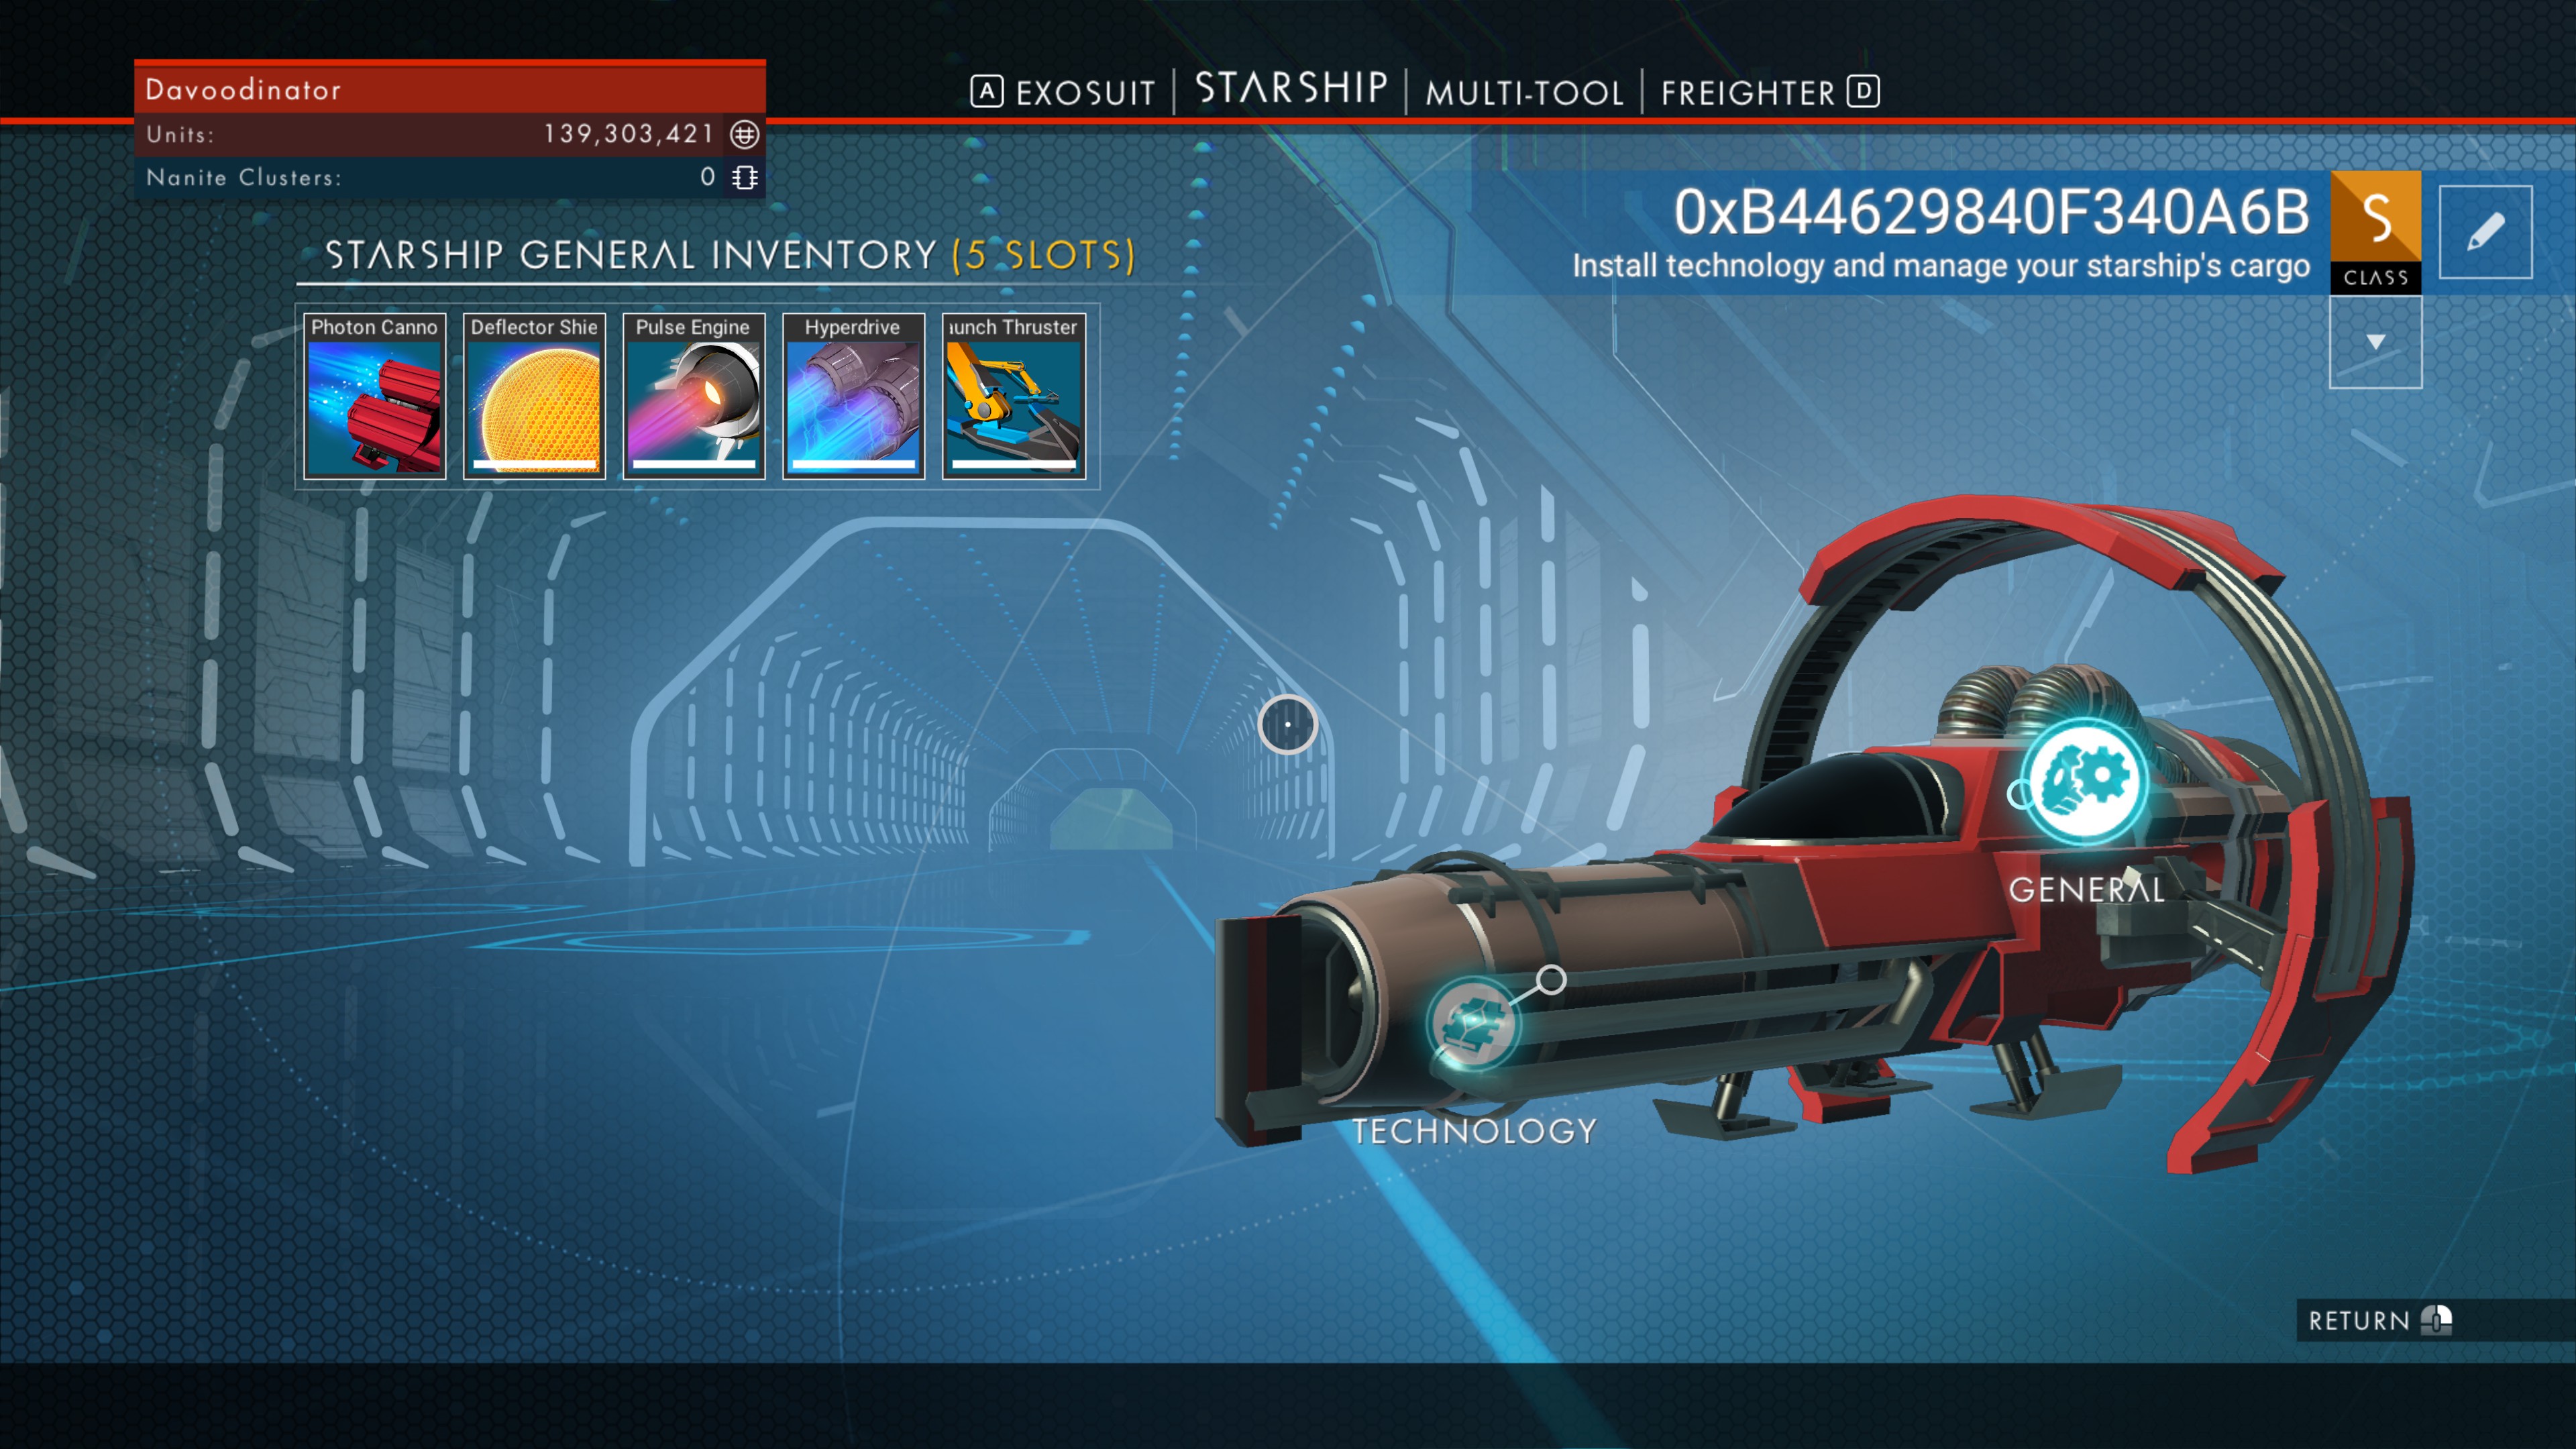 Davoodinator
Units: 139,303,421
Nanite Clusters: 0
A EXOSUIT STARSHIP MULTI-TOOL FREIGHTER D
0xB44629840F340A6B
Install technology and manage your starship's cargo
S
CLASS
STARSHIP GENERAL INVENTORY (5 SLOTS)
Photon Canno Deflector Shie Pulse Engine Hyperdrive aunch Thruster
GENERAL
TECHNOLOGY
RETURN